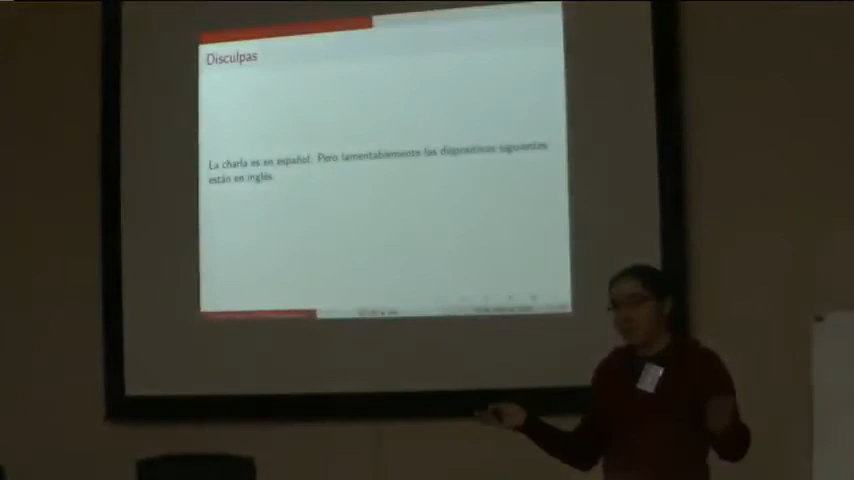 Disculpas
La charla es en español. Pero lamentablemente las diapositivas siguientes
están en inglés.